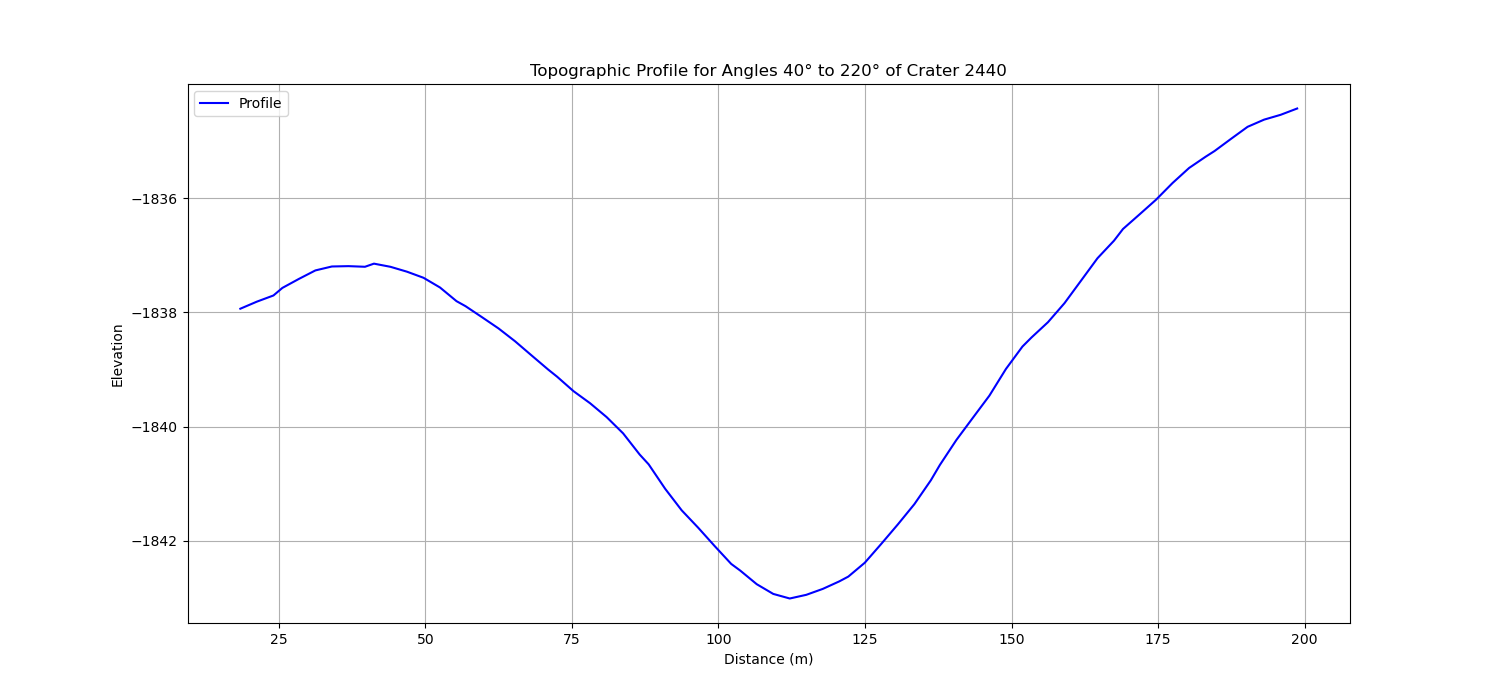 Topographic Profile for Angles 40° to 220° of Crater 2440
Profile
−1836
−1838
−1840
−1842
Elevation
25 50 75 100 125 150 175 200
Distance (m)